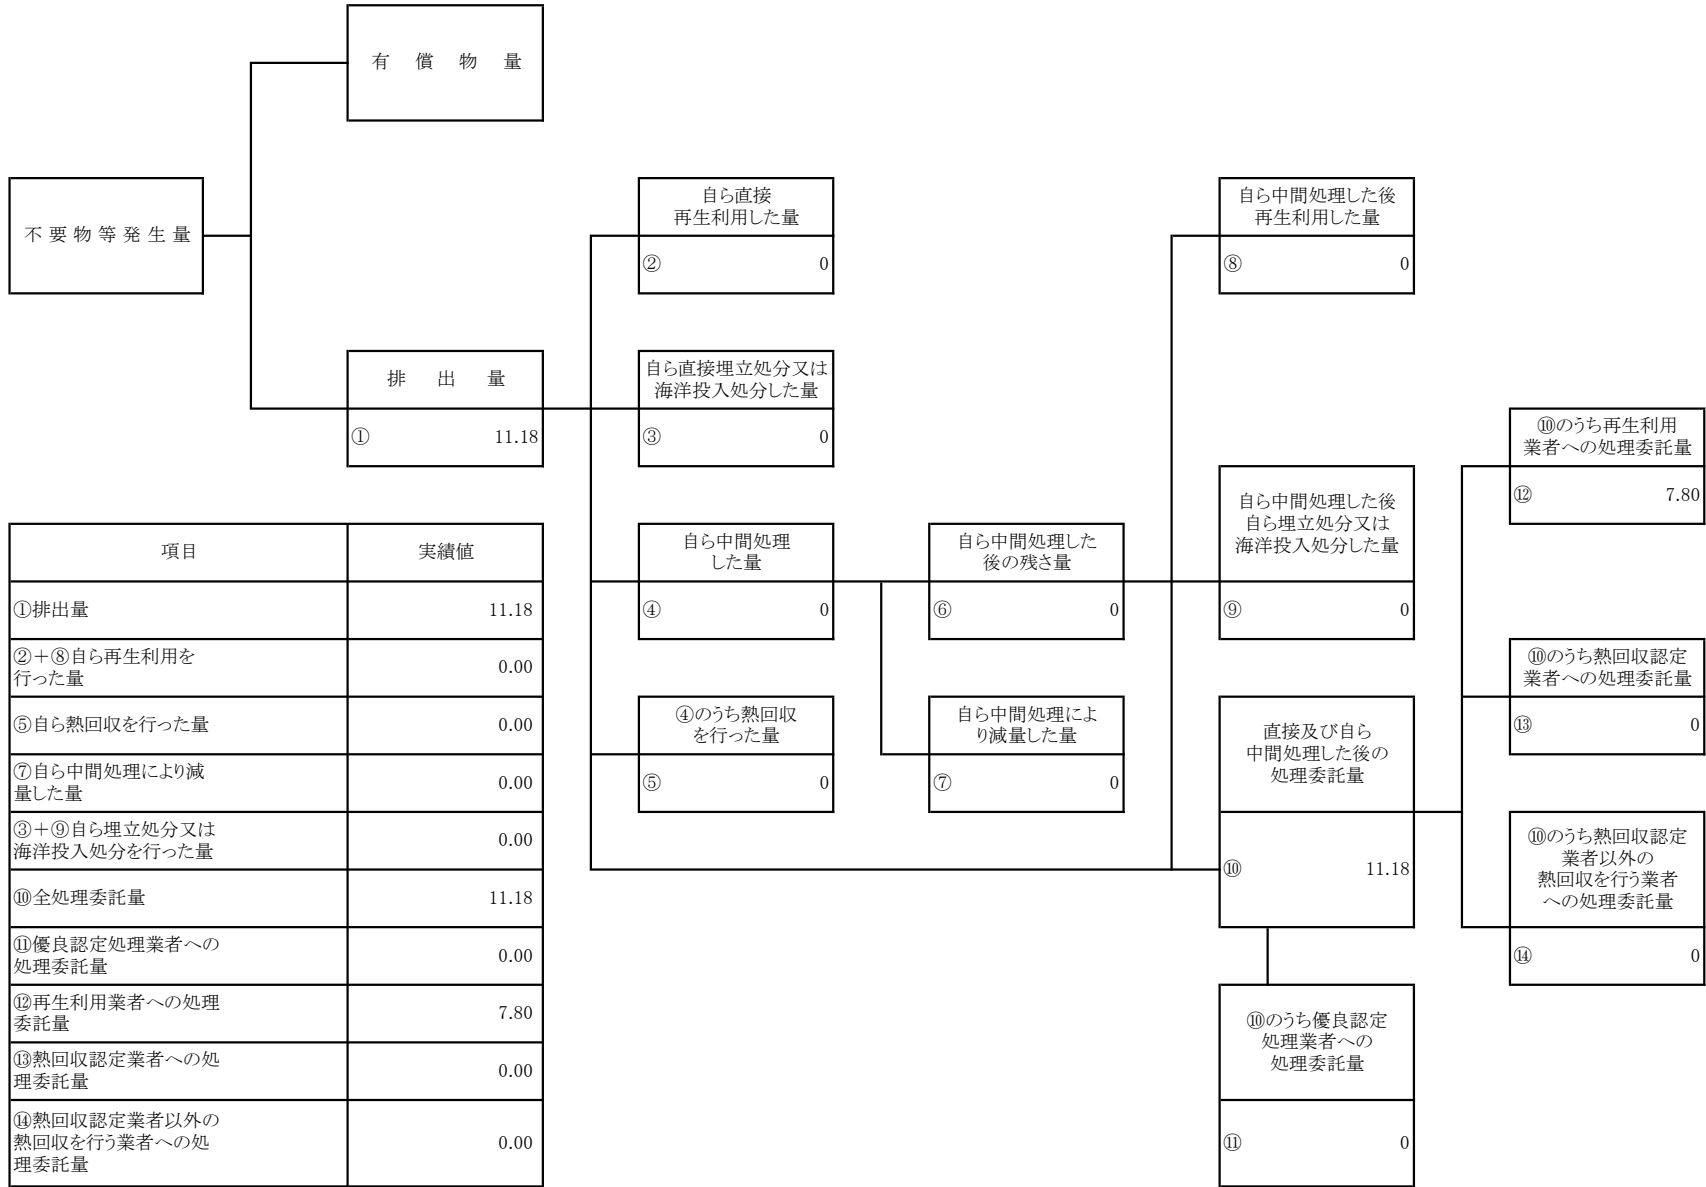 有償物量
不要物等発生量
排出量
① 11.18
自ら直接
再生利用した量
② 0
自ら直接埋立処分又は
海洋投入処分した量
③ 0
自ら中間処理
した量
④ 0
④のうち熱回収
を行った量
⑤ 0
自ら中間処理した
後の残さ量
⑥ 0
自ら中間処理によ
り減量した量
⑦ 0
自ら中間処理した後
再生利用した量
⑧ 0
自ら中間処理した後
自ら埋立処分又は
海洋投入処分した量
⑨ 0
直接及び自ら
中間処理した後の
処理委託量
⑩ 11.18
⑩のうち優良認定
処理業者への
処理委託量
⑪ 0
⑩のうち再生利用
業者への処理委託量
⑫ 7.80
⑩のうち熱回収認定
業者への処理委託量
⑬ 0
⑩のうち熱回収認定
業者以外の
熱回収を行う業者
への処理委託量
⑭ 0
項目 実績値
①排出量 11.18
②＋⑧自ら再生利用を
行った量 0.00
⑤自ら熱回収を行った量 0.00
⑦自ら中間処理により減
量した量 0.00
③＋⑨自ら埋立処分又は
海洋投入処分を行った量 0.00
⑩全処理委託量 11.18
⑪優良認定処理業者への
処理委託量 0.00
⑫再生利用業者への処理
委託量 7.80
⑬熱回収認定業者への処
理委託量 0.00
⑭熱回収認定業者以外の
熱回収を行う業者への処
理委託量 0.00